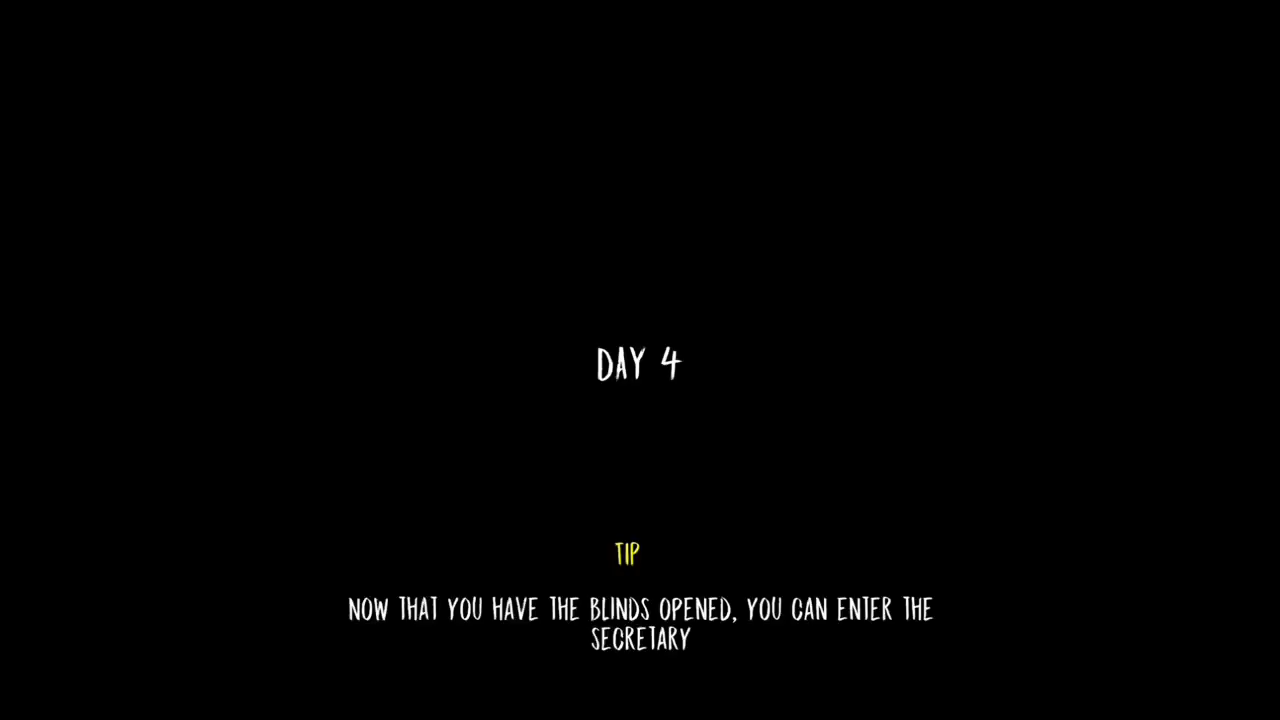 DAY 4
TIP
NOW THAT YOU HAVE THE BLINDS OPENED, YOU CAN ENTER THE
SECRETARY